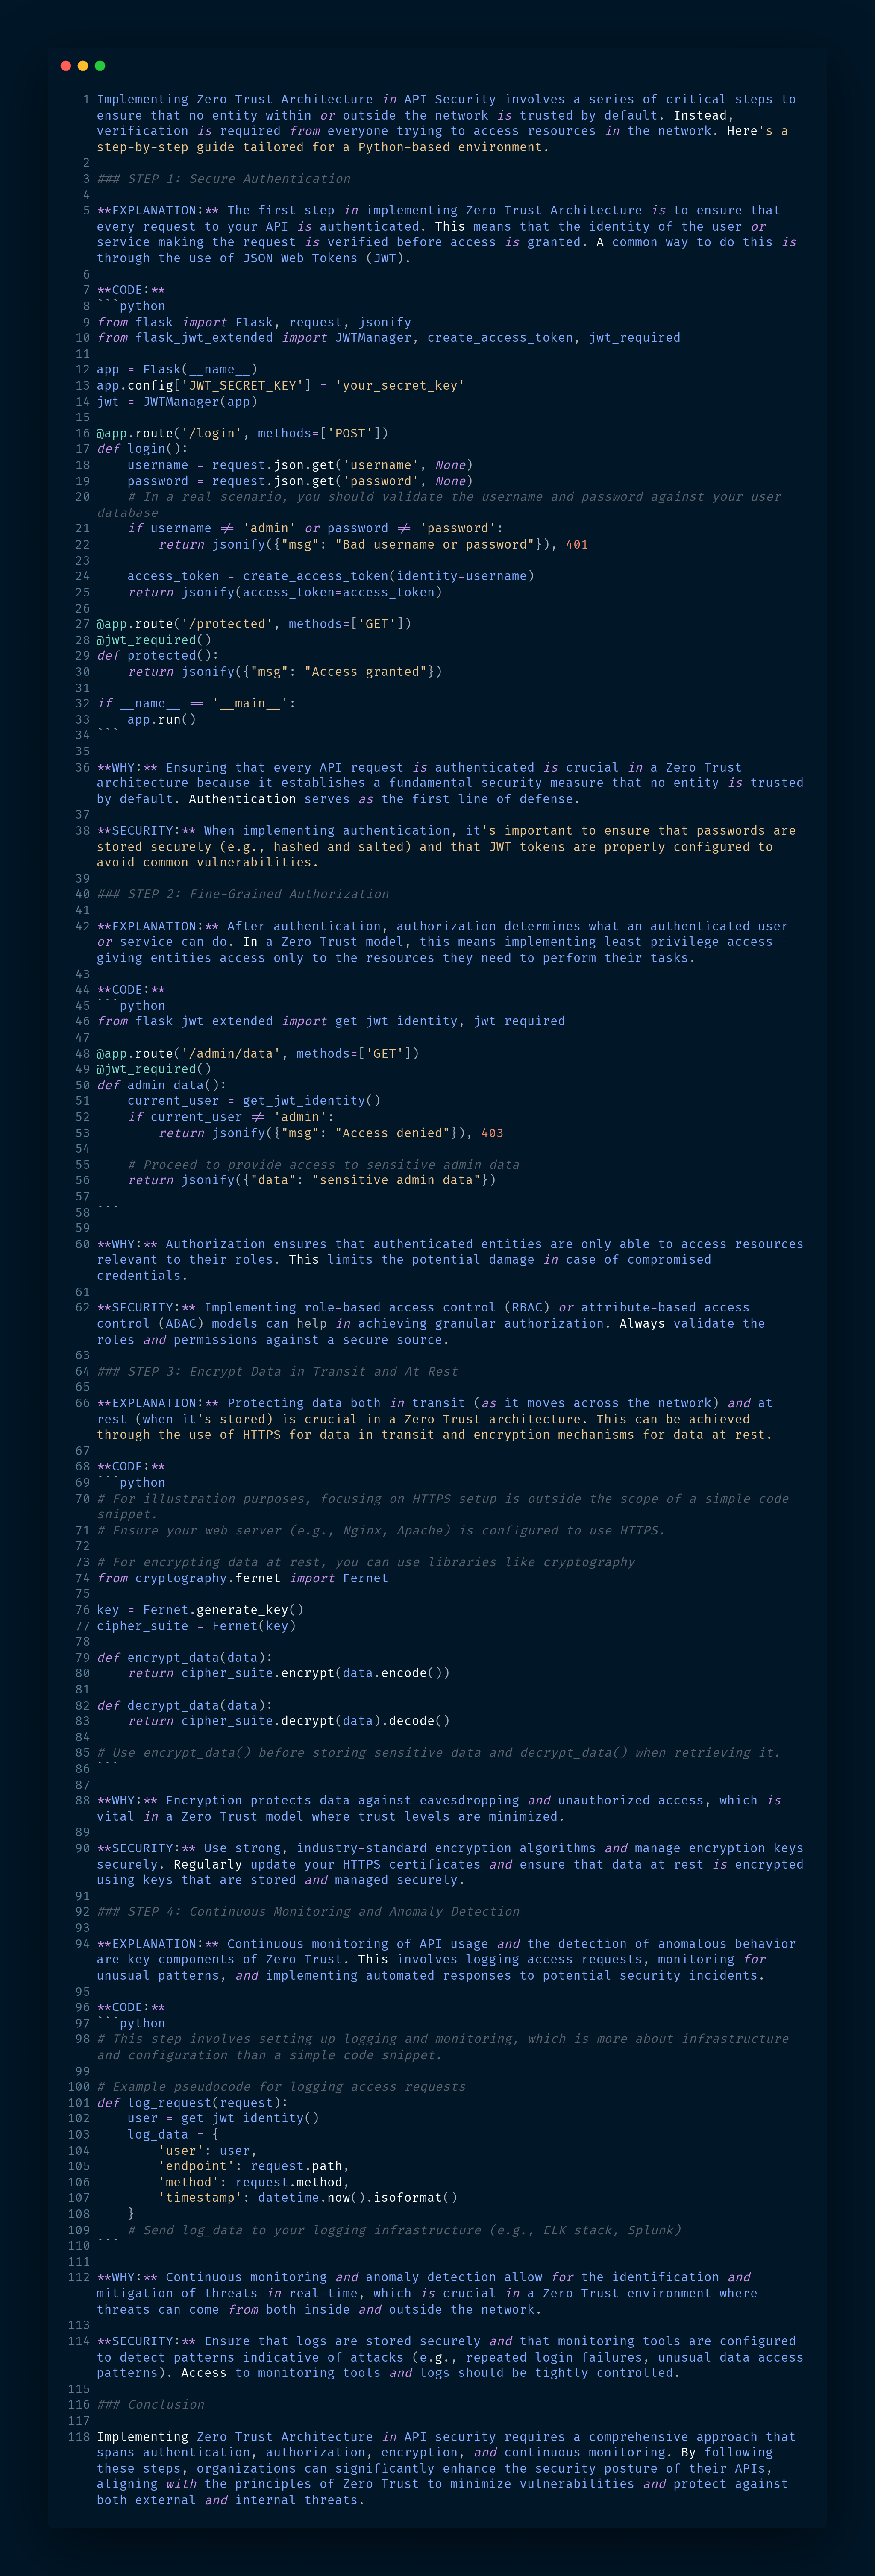 1 Implementing Zero Trust Architecture in API Security involves a series of critical steps to
ensure that no entity within or outside the network is trusted by default. Instead,
verification is required from everyone trying to access resources in the network. Here's a
step-by-step guide tailored for a Python-based environment.
2
3 ### STEP 1: Secure Authentication
4
5 **EXPLANATION:** The first step in implementing Zero Trust Architecture is to ensure that
every request to your API is authenticated. This means that the identity of the user or
service making the request is verified before access is granted. A common way to do this is
through the use of JSON Web Tokens (JWT).
6
7 **CODE:**
8 ```python
9 from flask import Flask, request, jsonify
10 from flask_jwt_extended import JWTManager, create_access_token, jwt_required
11
12 app = Flask(__name__)
13 app.config['JWT_SECRET_KEY'] = 'your_secret_key'
14 jwt = JWTManager(app)
15
16 @app.route('/login', methods=['POST'])
17 def login():
18     username = request.json.get('username', None)
19     password = request.json.get('password', None)
20     # In a real scenario, you should validate the username and password against your user
database
21     if username != 'admin' or password != 'password':
22         return jsonify({"msg": "Bad username or password"}), 401
23
24     access_token = create_access_token(identity=username)
25     return jsonify(access_token=access_token)
26
27 @app.route('/protected', methods=['GET'])
28 @jwt_required()
29 def protected():
30     return jsonify({"msg": "Access granted"})
31
32 if __name__ == '__main__':
33     app.run()
34 ```
35
36 **WHY:** Ensuring that every API request is authenticated is crucial in a Zero Trust
architecture because it establishes a fundamental security measure that no entity is trusted
by default. Authentication serves as the first line of defense.
37
38 **SECURITY:** When implementing authentication, it's important to ensure that passwords are
stored securely (e.g., hashed and salted) and that JWT tokens are properly configured to
avoid common vulnerabilities.
39
40 ### STEP 2: Fine-Grained Authorization
41
42 **EXPLANATION:** After authentication, authorization determines what an authenticated user
or service can do. In a Zero Trust model, this means implementing least privilege access –
giving entities access only to the resources they need to perform their tasks.
43
44 **CODE:**
45 ```python
46 from flask_jwt_extended import get_jwt_identity, jwt_required
47
48 @app.route('/admin/data', methods=['GET'])
49 @jwt_required()
50 def admin_data():
51     current_user = get_jwt_identity()
52     if current_user != 'admin':
53         return jsonify({"msg": "Access denied"}), 403
54
55     # Proceed to provide access to sensitive admin data
56     return jsonify({"data": "sensitive admin data"})
57
58 ```
59
60 **WHY:** Authorization ensures that authenticated entities are only able to access resources
relevant to their roles. This limits the potential damage in case of compromised
credentials.
61
62 **SECURITY:** Implementing role-based access control (RBAC) or attribute-based access
control (ABAC) models can help in achieving granular authorization. Always validate the
roles and permissions against a secure source.
63
64 ### STEP 3: Encrypt Data in Transit and At Rest
65
66 **EXPLANATION:** Protecting data both in transit (as it moves across the network) and at
rest (when it's stored) is crucial in a Zero Trust architecture. This can be achieved
through the use of HTTPS for data in transit and encryption mechanisms for data at rest.
67
68 **CODE:**
69 ```python
70 # For illustration purposes, focusing on HTTPS setup is outside the scope of a simple code
snippet.
71 # Ensure your web server (e.g., Nginx, Apache) is configured to use HTTPS.
72
73 # For encrypting data at rest, you can use libraries like cryptography
74 from cryptography.fernet import Fernet
75
76 key = Fernet.generate_key()
77 cipher_suite = Fernet(key)
78
79 def encrypt_data(data):
80     return cipher_suite.encrypt(data.encode())
81
82 def decrypt_data(data):
83     return cipher_suite.decrypt(data).decode()
84
85 # Use encrypt_data() before storing sensitive data and decrypt_data() when retrieving it.
86 ```
87
88 **WHY:** Encryption protects data against eavesdropping and unauthorized access, which is
vital in a Zero Trust model where trust levels are minimized.
89
90 **SECURITY:** Use strong, industry-standard encryption algorithms and manage encryption keys
securely. Regularly update your HTTPS certificates and ensure that data at rest is encrypted
using keys that are stored and managed securely.
91
92 ### STEP 4: Continuous Monitoring and Anomaly Detection
93
94 **EXPLANATION:** Continuous monitoring of API usage and the detection of anomalous behavior
are key components of Zero Trust. This involves logging access requests, monitoring for
unusual patterns, and implementing automated responses to potential security incidents.
95
96 **CODE:**
97 ```python
98 # This step involves setting up logging and monitoring, which is more about infrastructure
and configuration than a simple code snippet.
99
100 # Example pseudocode for logging access requests
101 def log_request(request):
102     user = get_jwt_identity()
103     log_data = {
104         'user': user,
105         'endpoint': request.path,
106         'method': request.method,
107         'timestamp': datetime.now().isoformat()
108     }
109     # Send log_data to your logging infrastructure (e.g., ELK stack, Splunk)
110 ```
111
112 **WHY:** Continuous monitoring and anomaly detection allow for the identification and
mitigation of threats in real-time, which is crucial in a Zero Trust environment where
threats can come from both inside and outside the network.
113
114 **SECURITY:** Ensure that logs are stored securely and that monitoring tools are configured
to detect patterns indicative of attacks (e.g., repeated login failures, unusual data access
patterns). Access to monitoring tools and logs should be tightly controlled.
115
116 ### Conclusion
117
118 Implementing Zero Trust Architecture in API security requires a comprehensive approach that
spans authentication, authorization, encryption, and continuous monitoring. By following
these steps, organizations can significantly enhance the security posture of their APIs,
aligning with the principles of Zero Trust to minimize vulnerabilities and protect against
both external and internal threats.